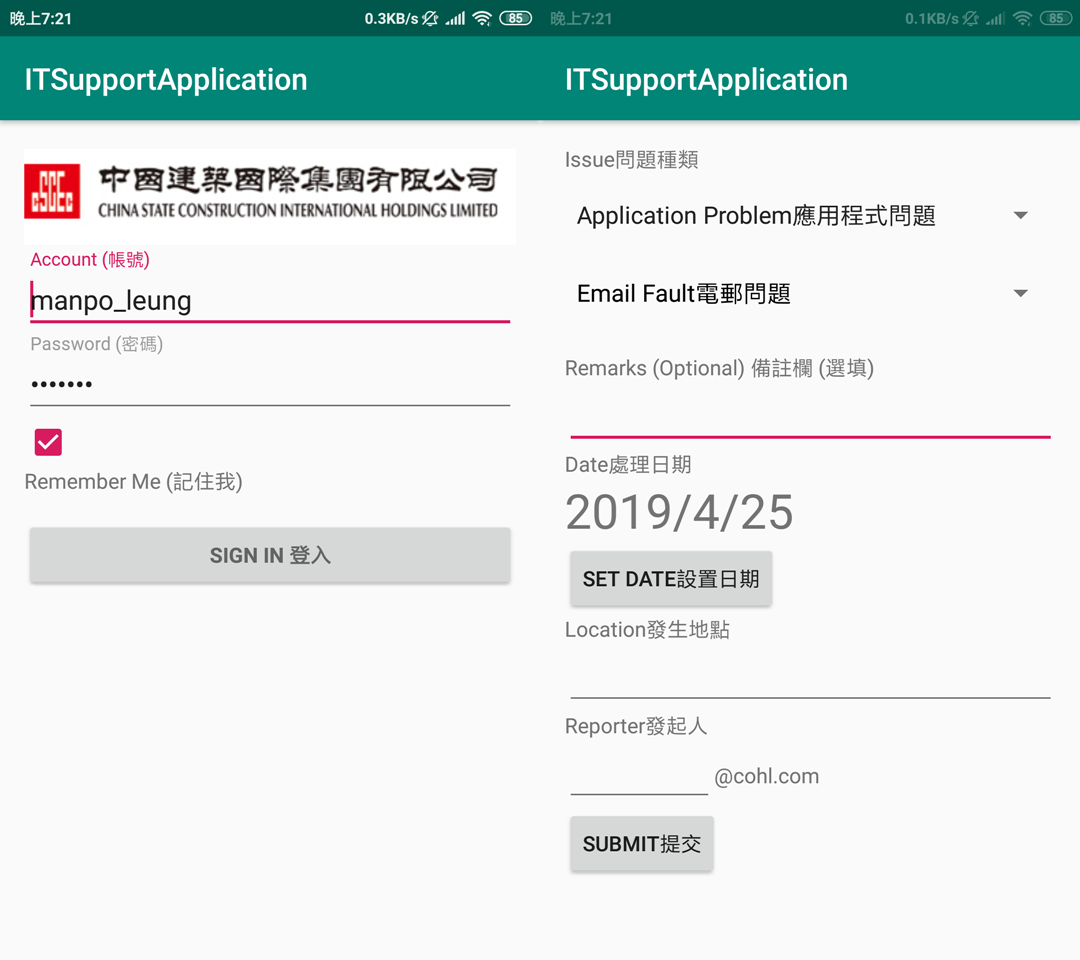 晚上7:21
0.3KB/s
85
ITSupportApplication
中國建築國際集團有限公司
CHINA STATE CONSTRUCTION INTERNATIONAL HOLDINGS LIMITED
Account (帳號)
manpo_leung
Password (密碼)
•••••••
Remember Me (記住我)
SIGN IN 登入
晚上7:21
0.1KB/s
85
ITSupportApplication
Issue問題種類
Application Problem應用程式問題
Email Fault電郵問題
Remarks (Optional) 備註欄 (選填)
Date處理日期
2019/4/25
SET DATE設置日期
Location發生地點
Reporter發起人
@cohl.com
SUBMIT提交